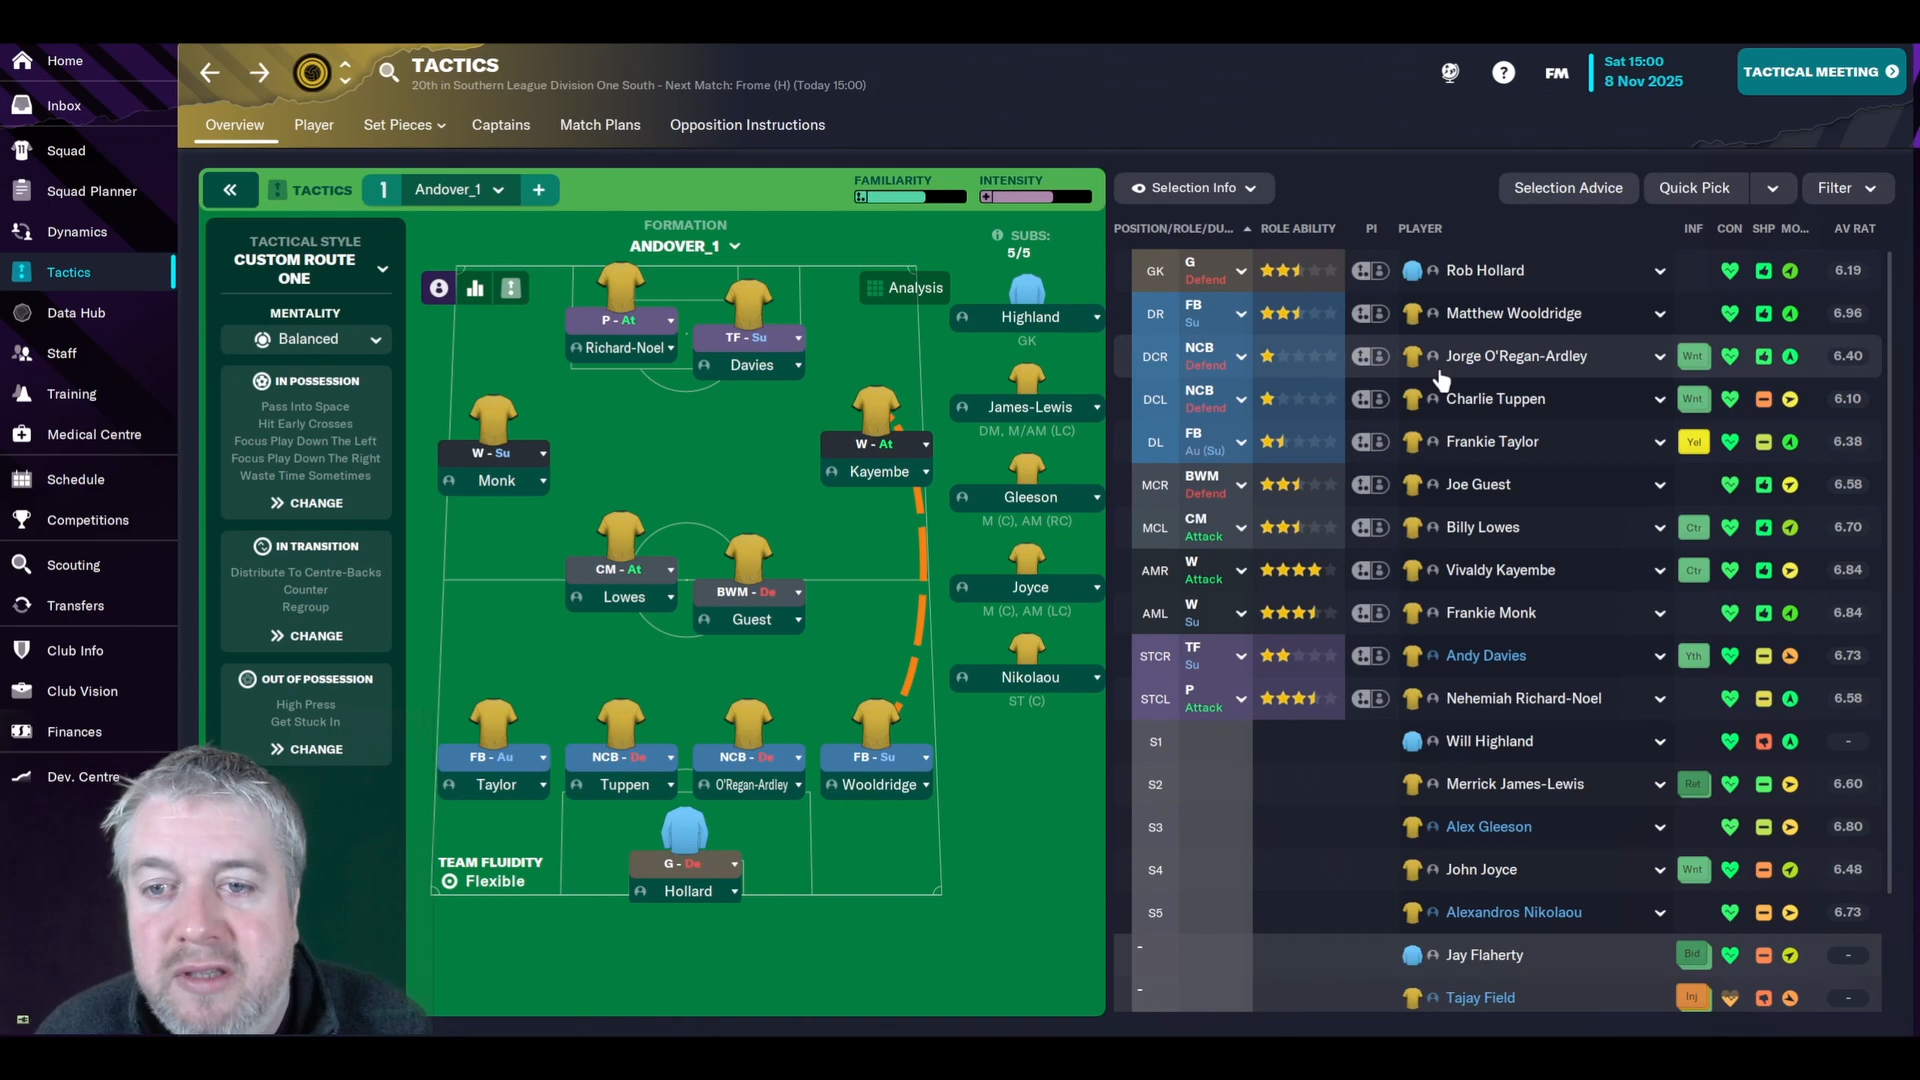 Home
Inbox
Squad
Squad Planner
Dynamics
Tactics
Data Hub
Staff
Training
Medical Centre
Schedule
Competitions
Scouting
Transfers
Club Info
Club Vision
Finances
Dev. Centre
TACTICS
20th in Southern League Division One South - Next Match: Frome (H) (Today 15:00)
FM
Sat 15:00
8 Nov 2025
TACTICAL MEETING
Overview
Player
Set Pieces
Captains
Match Plans
Opposition Instructions
TACTICS
1
Andover_1
FAMILIARITY
INTENSITY
TACTICAL STYLE
CUSTOM ROUTE
ONE
MENTALITY
Balanced
IN POSSESSION
Pass Into Space
Hit Early Crosses
Focus Play Down The Left
Focus Play Down The Right
Waste Time Sometimes
CHANGE
IN TRANSITION
Distribute To Centre-Backs
Counter
Regroup
CHANGE
OUT OF POSSESSION
High Press
Get Stuck In
CHANGE
FORMATION
ANDOVER_1
Analysis
P - At
Richard-Noel
TF - Su
Davies
W - Su
Monk
W - At
Kayembe
CM - At
Lowes
BWM - De
Guest
FB - Au
Taylor
NCB - De
Tuppen
NCB - De
O'Regan-Ardley
FB - Su
Wooldridge
G - De
Hollard
TEAM FLUIDITY
Flexible
SUBS:
5/5
Highland
GK
James-Lewis
DM, M/AM (LC)
Gleeson
M (C), AM (RC)
Joyce
M (C), AM (LC)
Nikolaou
ST (C)
Selection Info
Selection Advice
Quick Pick
Filter
POSITION/ROLE/DU... ROLE ABILITY PI PLAYER INF CON SHP MO... AV RAT
GK G Defend Rob Hollard 6.19
DR FB Su Matthew Wooldridge 6.96
DCR NCB Defend Jorge O'Regan-Ardley Wnt 6.40
DCL NCB Defend Charlie Tuppen Wnt 6.10
DL FB Au (Su) Frankie Taylor Yel 6.38
MCR BWM Defend Joe Guest 6.58
MCL CM Attack Billy Lowes Ctr 6.70
AMR W Attack Vivaldy Kayembe Ctr 6.84
AML W Su Frankie Monk 6.84
STCR TF Su Andy Davies Yth 6.73
STCL P Attack Nehemiah Richard-Noel 6.58
S1 Will Highland -
S2 Merrick James-Lewis Ret 6.60
S3 Alex Gleeson 6.80
S4 John Joyce Wnt 6.48
S5 Alexandros Nikolaou 6.73
- Jay Flaherty Bid -
- Tajay Field Inj -